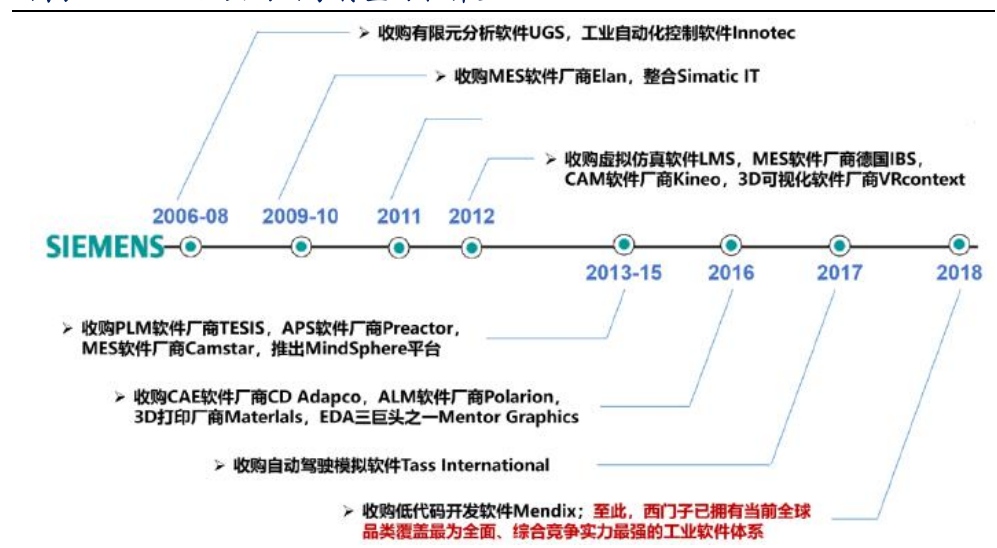 ➢ 收购有限元分析软件UGS，工业自动化控制软件Innotec
➢ 收购MES软件厂商Elan，整合Simatic IT
➢ 收购虚拟仿真软件LMS，MES软件厂商德国IBS，
CAM软件厂商Kineo，3D可视化软件厂商VRcontext
2006-08
2009-10
2011
2012
SIEMENS
2013-15
2016
2017
2018
➢ 收购PLM软件厂商TESIS，APS软件厂商Preactor，
MES软件厂商Camstar，推出MindSphere平台
➢ 收购CAE软件厂商CD Adapco，ALM软件厂商Polarion，
3D打印厂商Materlals，EDA三巨头之一Mentor Graphics
➢ 收购自动驾驶模拟软件Tass International
➢ 收购低代码开发软件Mendix；至此，西门子已拥有当前全球
品类覆盖最为全面、综合竞争实力最强的工业软件体系